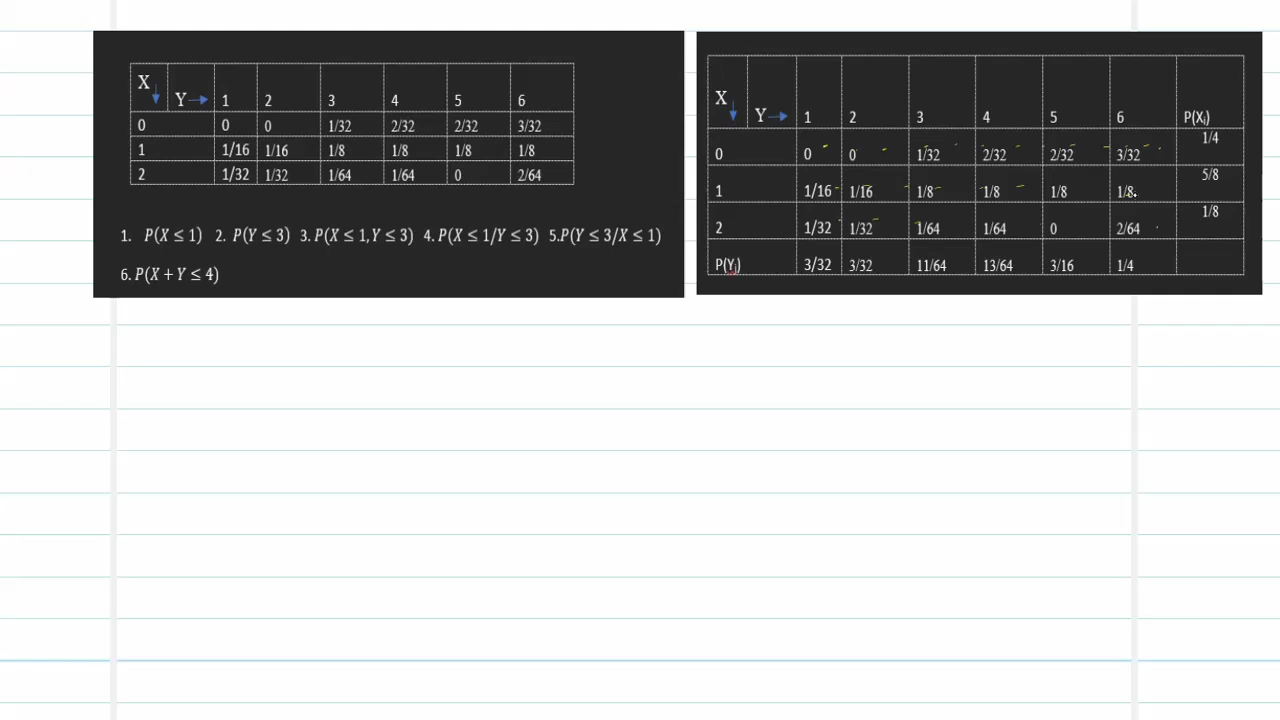 X
Y 1 2 3 4 5 6
0 0 0 1/32 2/32 2/32 3/32
1 1/16 1/16 1/8 1/8 1/8 1/8
2 1/32 1/32 1/64 1/64 0 2/64
1. P(X ≤ 1) 2. P(Y ≤ 3) 3. P(X ≤ 1, Y ≤ 3) 4. P(X ≤ 1/Y ≤ 3) 5.P(Y ≤ 3/X ≤ 1)
6. P(X + Y ≤ 4)
X
Y 1 2 3 4 5 6 P(Xᵢ)
0 0 0 1/32 2/32 2/32 3/32 1/4
1 1/16 1/16 1/8 1/8 1/8 1/8 5/8
2 1/32 1/32 1/64 1/64 0 2/64 1/8
P(Yⱼ) 3/32 3/32 11/64 13/64 3/16 1/4